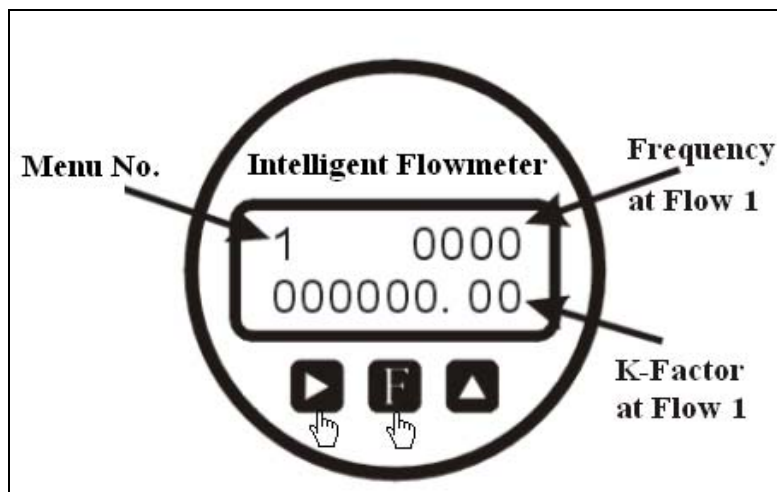 Menu No.
Intelligent Flowmeter
Frequency
at Flow 1
1 0000
000000.00
F
K-Factor
at Flow 1